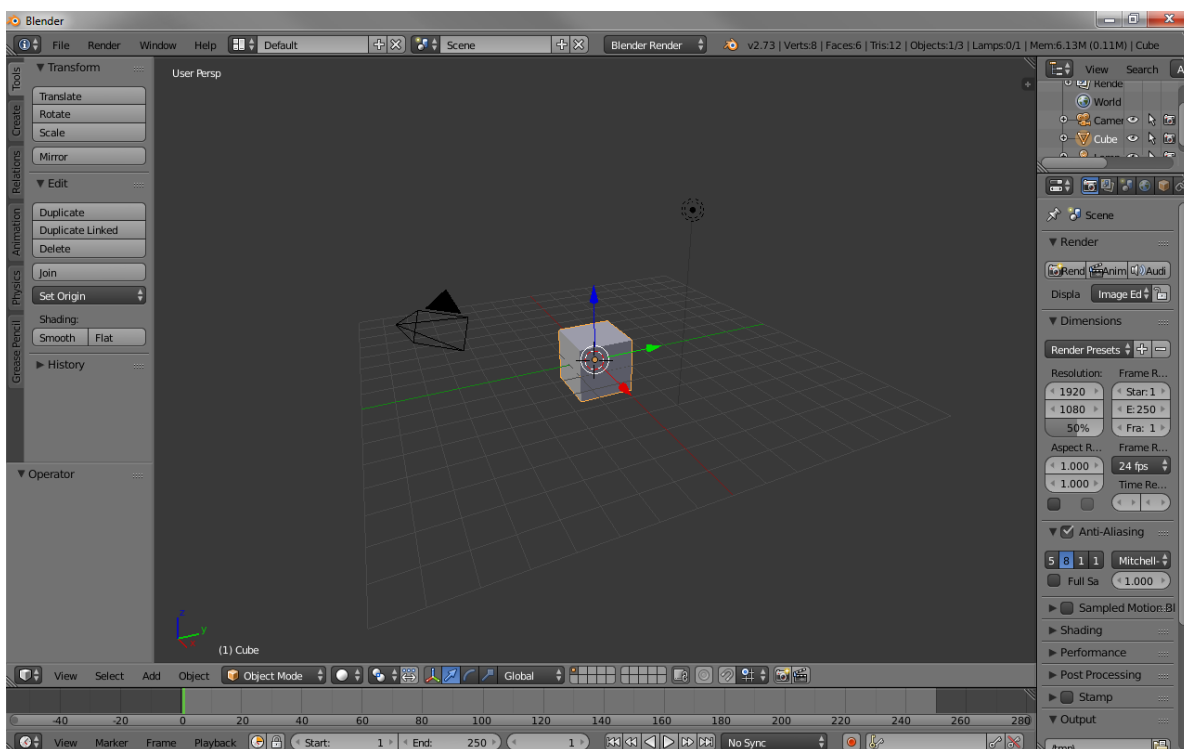 Blender
File Render Window Help Default Scene Blender Render v2.73 | Verts:8 | Faces:6 | Tris:12 | Objects:1/3 | Lamps:0/1 | Mem:6.13M (0.11M) | Cube
Tools
Create
Relations
Animation
Physics
Grease Pencil
Transform
Translate
Rotate
Scale
Mirror
Edit
Duplicate
Duplicate Linked
Delete
Join
Set Origin
Shading:
Smooth Flat
History
Operator
User Persp
z
y
(1) Cube
View Search A
Rende
World
Camer
Cube
Scene
Render
Rend Anim Audi
Displa Image Ed
Dimensions
Render Presets
Resolution: Frame R...
1920 Star: 1
1080 E: 250
50% Fra: 1
Aspect R... Frame R...
1.000 24 fps
1.000 Time Re...
Anti-Aliasing
5 8 1 1 Mitchell-
Full Sa 1.000
Sampled Motion Bl
Shading
Performance
Post Processing
Stamp
Output
View Select Add Object Object Mode Global
-40 -20 0 20 40 60 80 100 120 140 160 180 200 220 240 260 280
View Marker Frame Playback Start: 1 End: 250 1 No Sync